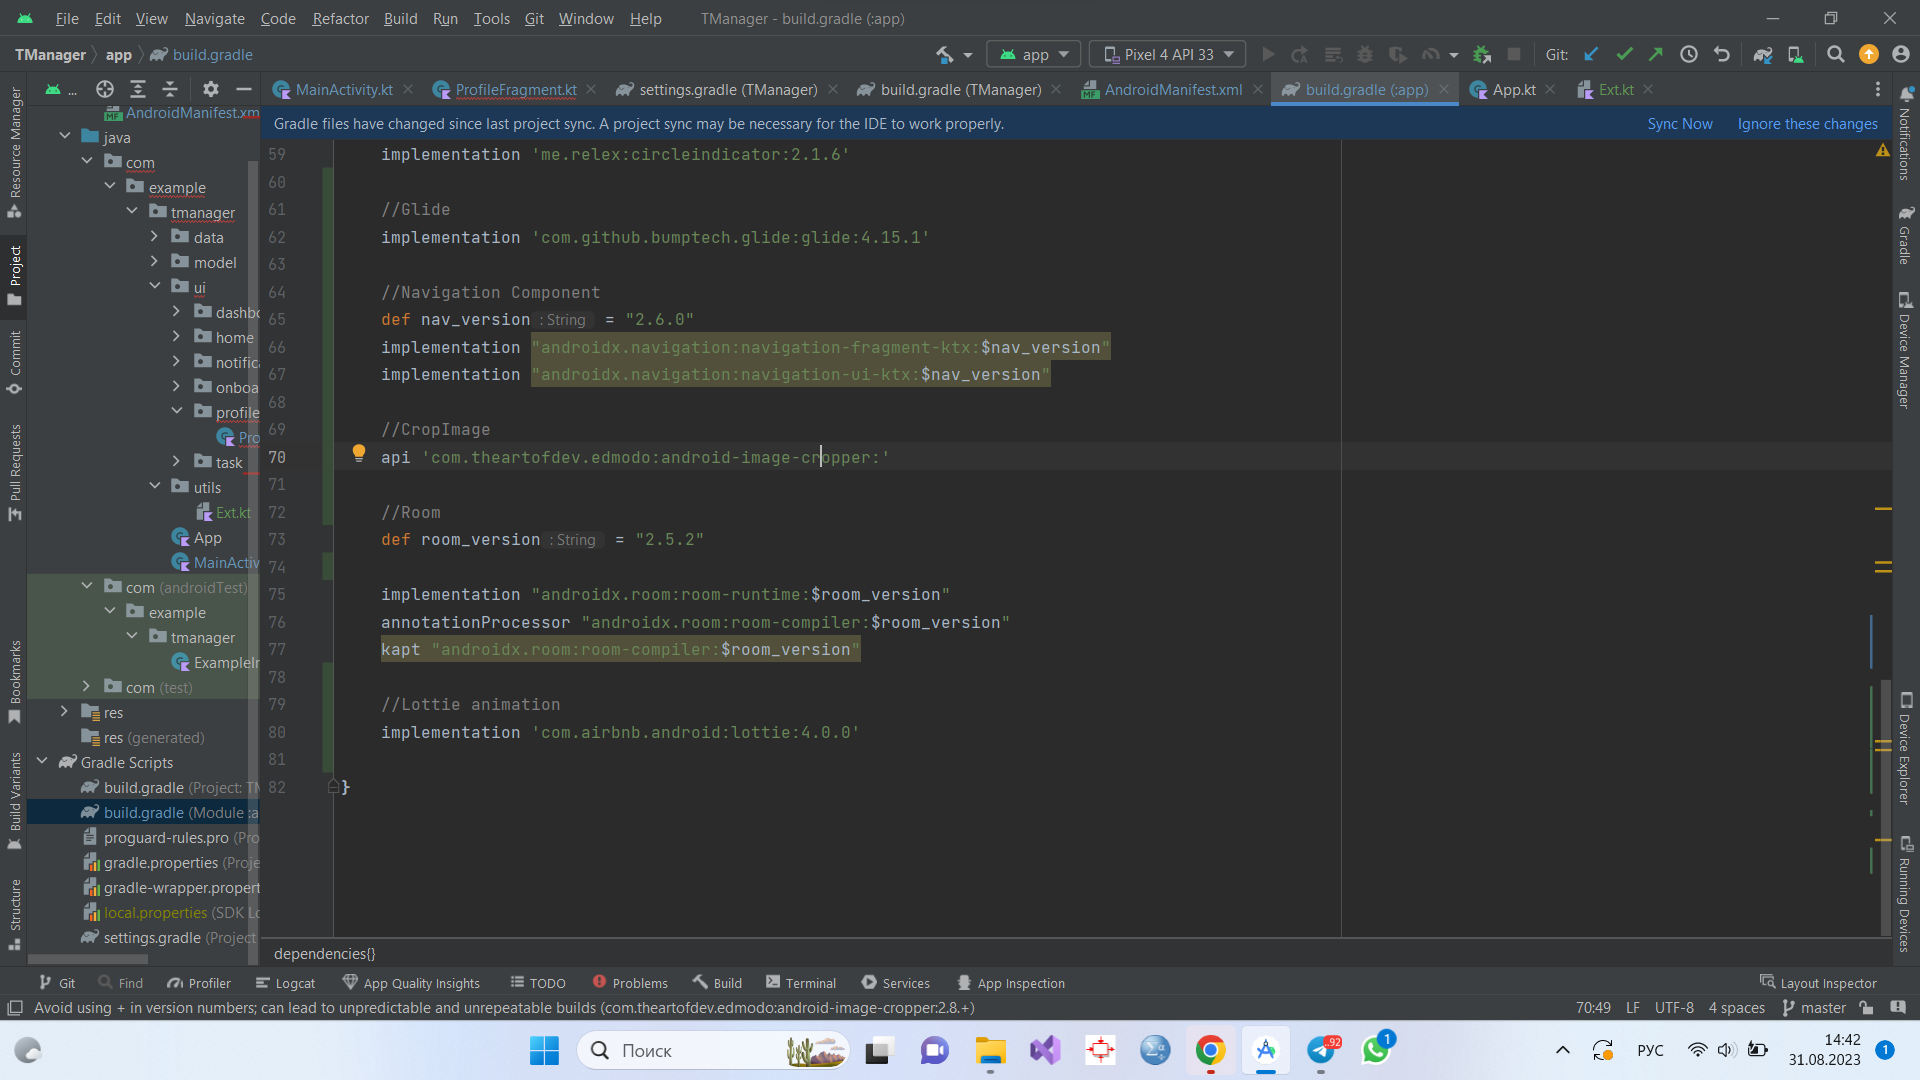 File Edit View Navigate Code Refactor Build Run Tools Git Window Help TManager - build.gradle (:app)
TManager app build.gradle app Pixel 4 API 33 Git:
... MainActivity.kt ProfileFragment.kt settings.gradle (TManager) build.gradle (TManager) AndroidManifest.xml build.gradle (:app) App.kt Ext.kt
Gradle files have changed since last project sync. A project sync may be necessary for the IDE to work properly. Sync Now Ignore these changes
Resource Manager
Project
Commit
Pull Requests
Bookmarks
Build Variants
Structure
AndroidManifest.xm
java
com
example
tmanager
data
model
ui
dashbo
home
notific
onboa
profile
Pro
task
utils
Ext.kt
App
MainActiv
com (androidTest)
example
tmanager
ExampleIn
com (test)
res
res (generated)
Gradle Scripts
build.gradle (Project: TM
build.gradle (Module :a
proguard-rules.pro (Pro
gradle.properties (Proje
gradle-wrapper.propert
local.properties (SDK Lo
settings.gradle (Project
59 implementation 'me.relex:circleindicator:2.1.6'
60
61 //Glide
62 implementation 'com.github.bumptech.glide:glide:4.15.1'
63
64 //Navigation Component
65 def nav_version : String = "2.6.0"
66 implementation "androidx.navigation:navigation-fragment-ktx:$nav_version"
67 implementation "androidx.navigation:navigation-ui-ktx:$nav_version"
68
69 //CropImage
70 api 'com.theartofdev.edmodo:android-image-cropper:'
71
72 //Room
73 def room_version : String = "2.5.2"
74
75 implementation "androidx.room:room-runtime:$room_version"
76 annotationProcessor "androidx.room:room-compiler:$room_version"
77 kapt "androidx.room:room-compiler:$room_version"
78
79 //Lottie animation
80 implementation 'com.airbnb.android:lottie:4.0.0'
81
82 }
dependencies{}
Notifications
Gradle
Device Manager
Device Explorer
Running Devices
Git Find Profiler Logcat App Quality Insights TODO Problems Build Terminal Services App Inspection Layout Inspector
Avoid using + in version numbers; can lead to unpredictable and unrepeatable builds (com.theartofdev.edmodo:android-image-cropper:2.8.+) 70:49 LF UTF-8 4 spaces master
Поиск ..92 1 РУС 14:42 1
31.08.2023